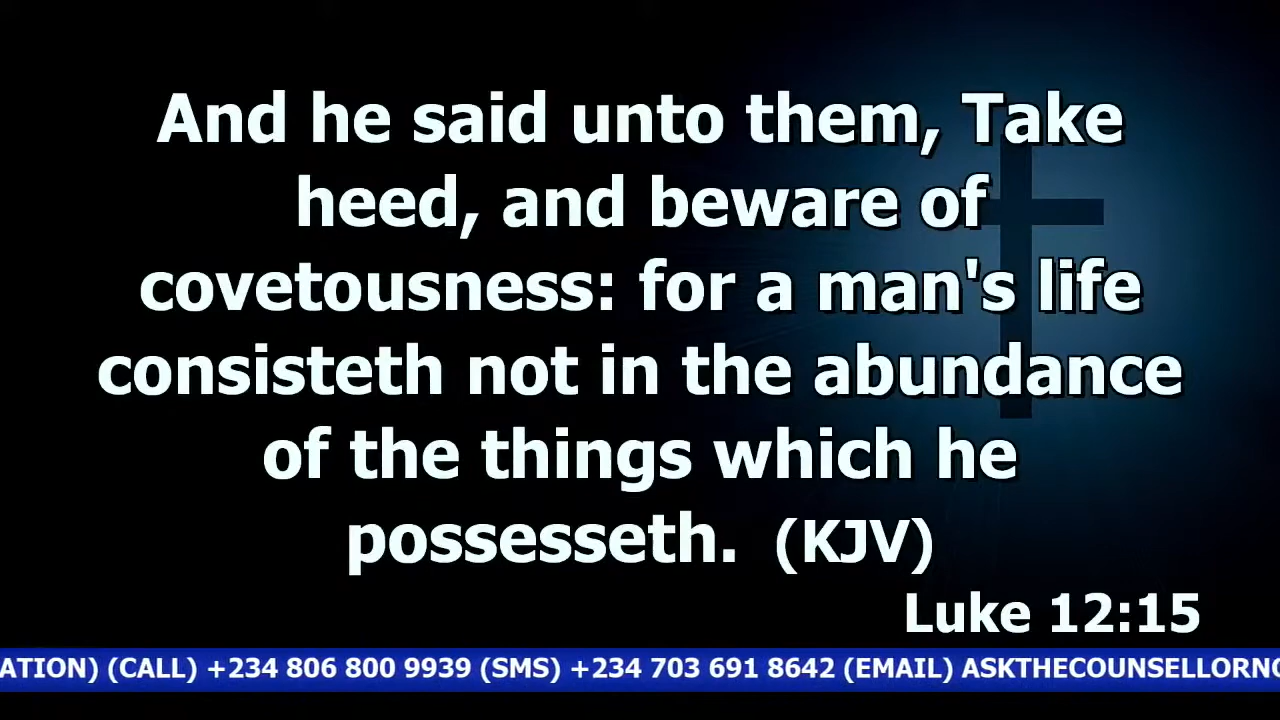 And he said unto them, Take
heed, and beware of
covetousness: for a man's life
consisteth not in the abundance
of the things which he
possesseth. (KJV)
Luke 12:15
ATION) (CALL) +234 806 800 9939 (SMS) +234 703 691 8642 (EMAIL) ASKTHECOUNSELLORNO